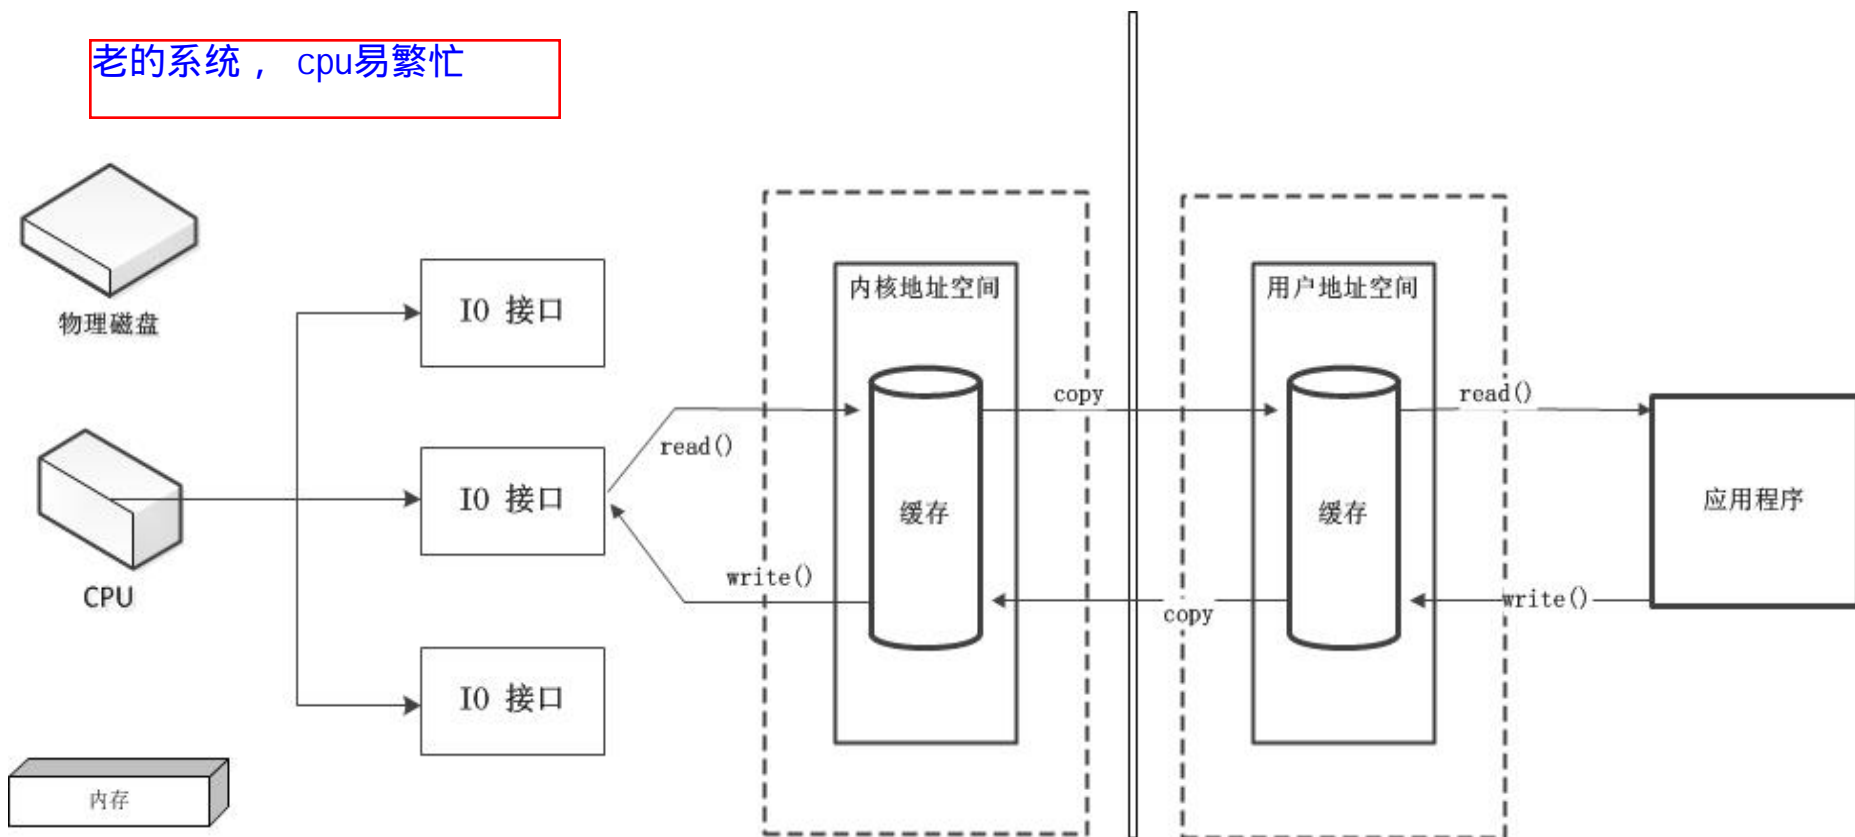 老的系统， cpu易繁忙
物理磁盘
CPU
内存
IO 接口
IO 接口
IO 接口
read()
write()
内核地址空间
缓存
copy
copy
用户地址空间
缓存
read()
write()
应用程序